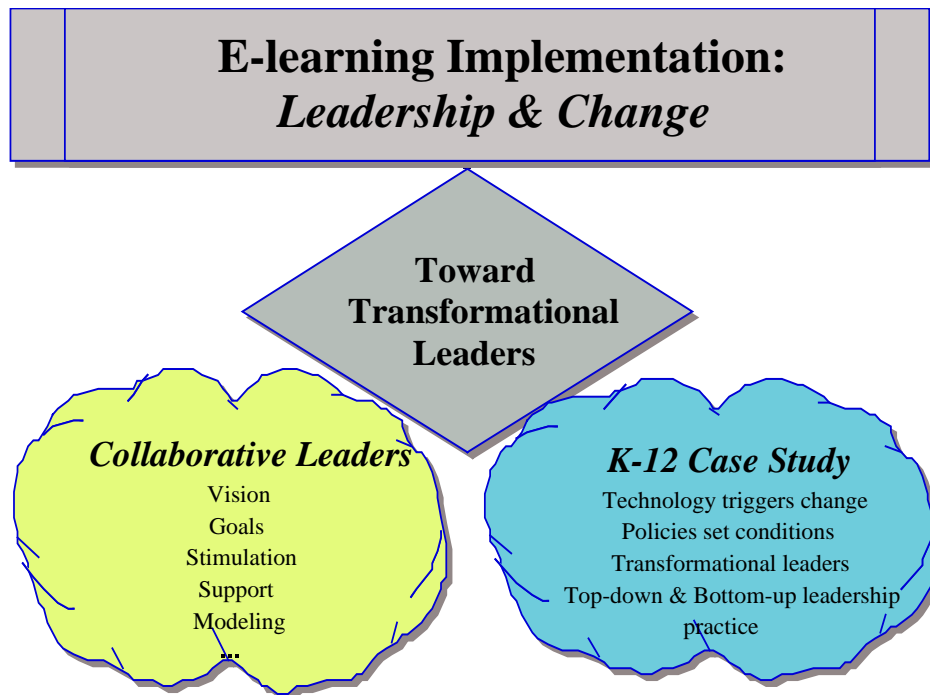 E-learning Implementation:
Leadership & Change
Toward
Transformational
Leaders
Collaborative Leaders
Vision
Goals
Stimulation
Support
Modeling
...
K-12 Case Study
Technology triggers change
Policies set conditions
Transformational leaders
Top-down & Bottom-up leadership
practice